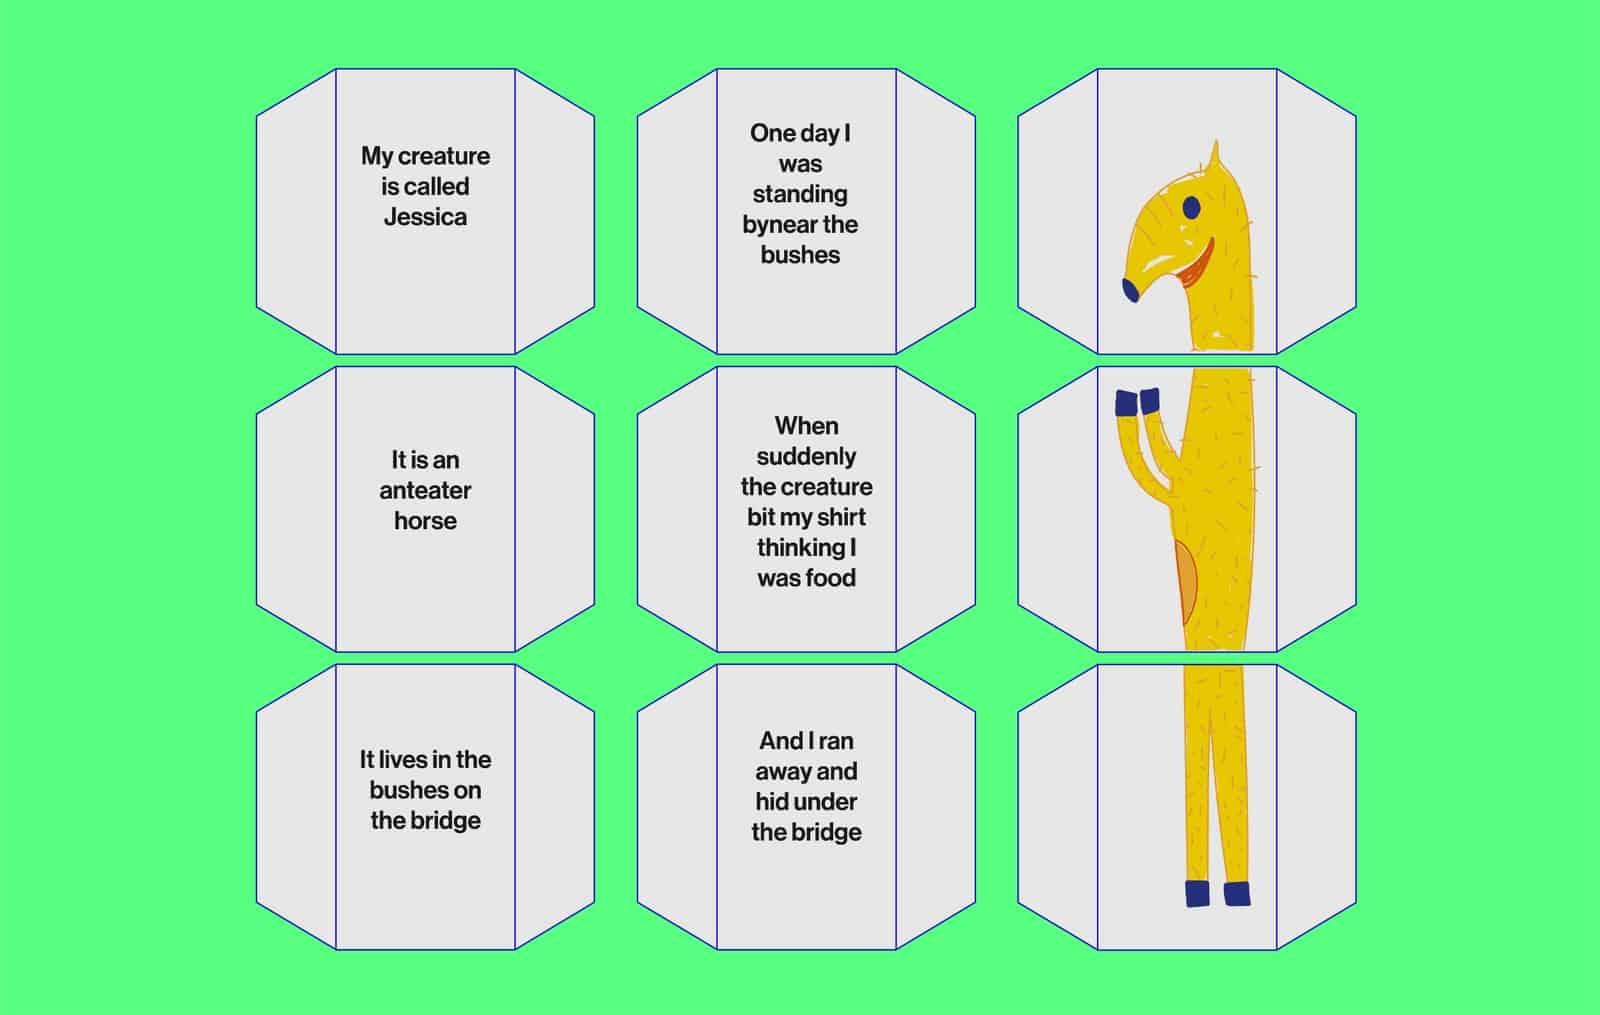 My creature
is called
Jessica
It is an
anteater
horse
It lives in the
bushes on
the bridge
One day I
was
standing
bynear the
bushes
When
suddenly
the creature
bit my shirt
thinking I
was food
And I ran
away and
hid under
the bridge